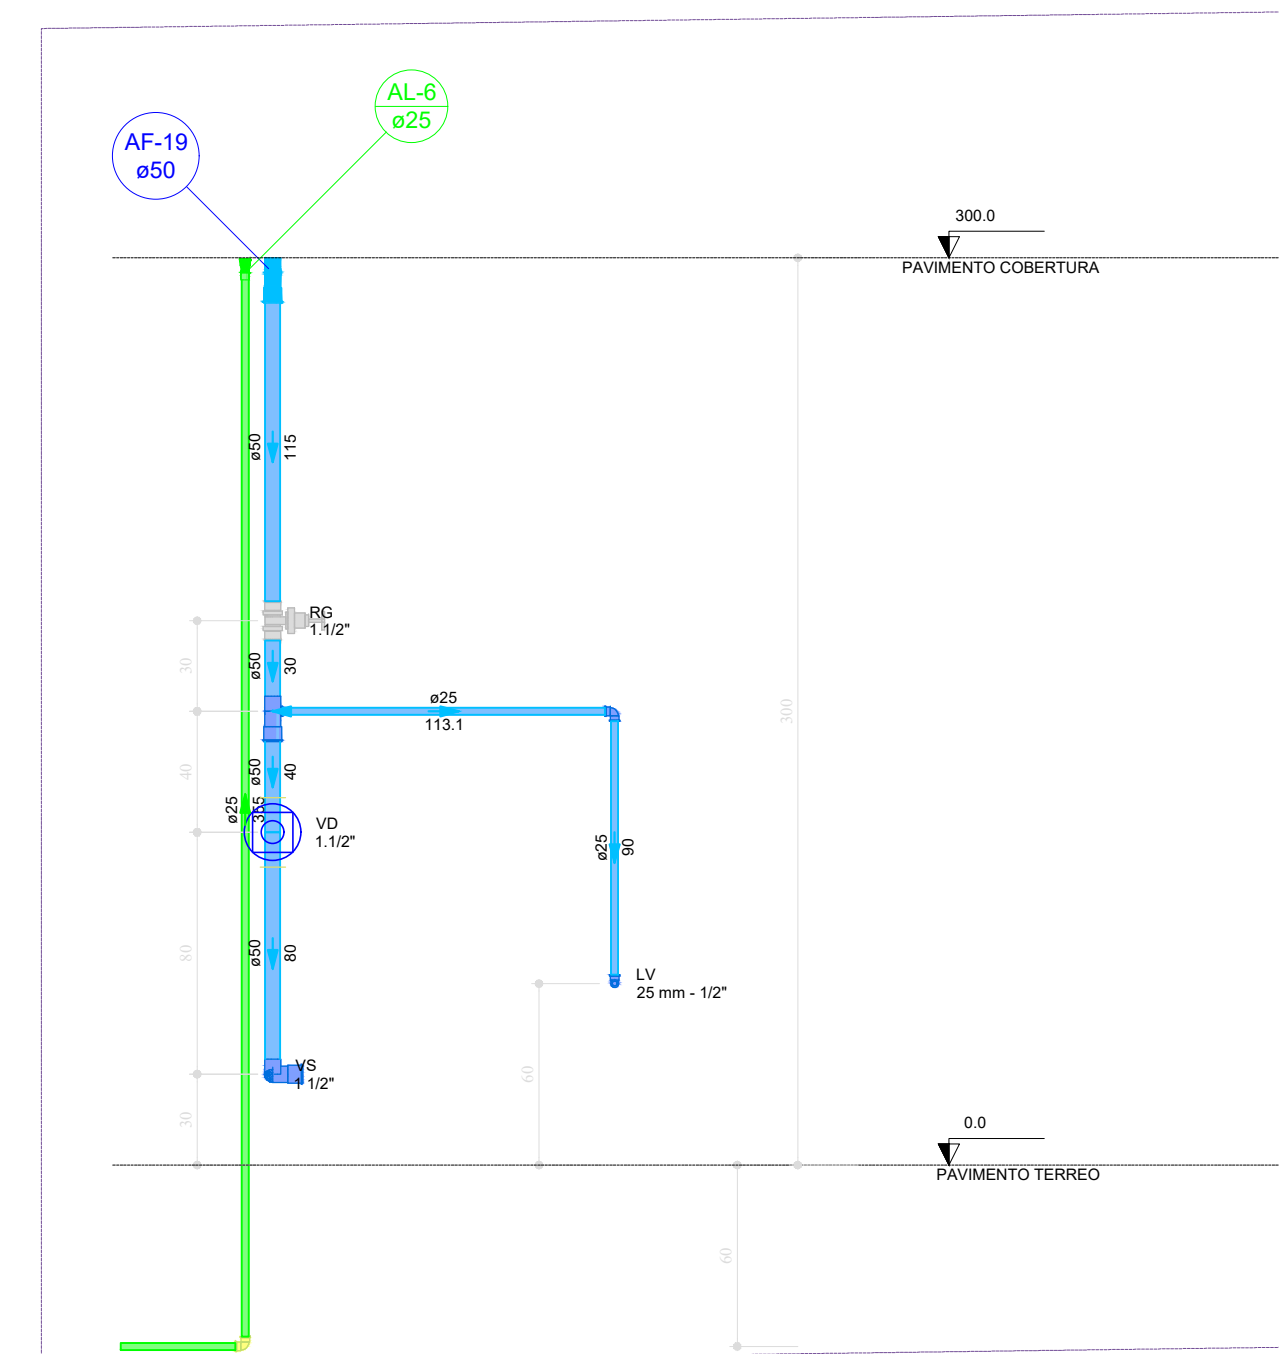 AL-6
ø25
AF-19
ø50
300.0
PAVIMENTO COBERTURA
ø50
115
RG
1.1/2"
30
ø50
30
ø25
113.1
300
40
ø50
40
ø25
355
VD
1.1/2"
ø25
90
80
ø50
80
LV
25 mm - 1/2"
VS
1 1/2"
60
30
0.0
PAVIMENTO TERREO
60